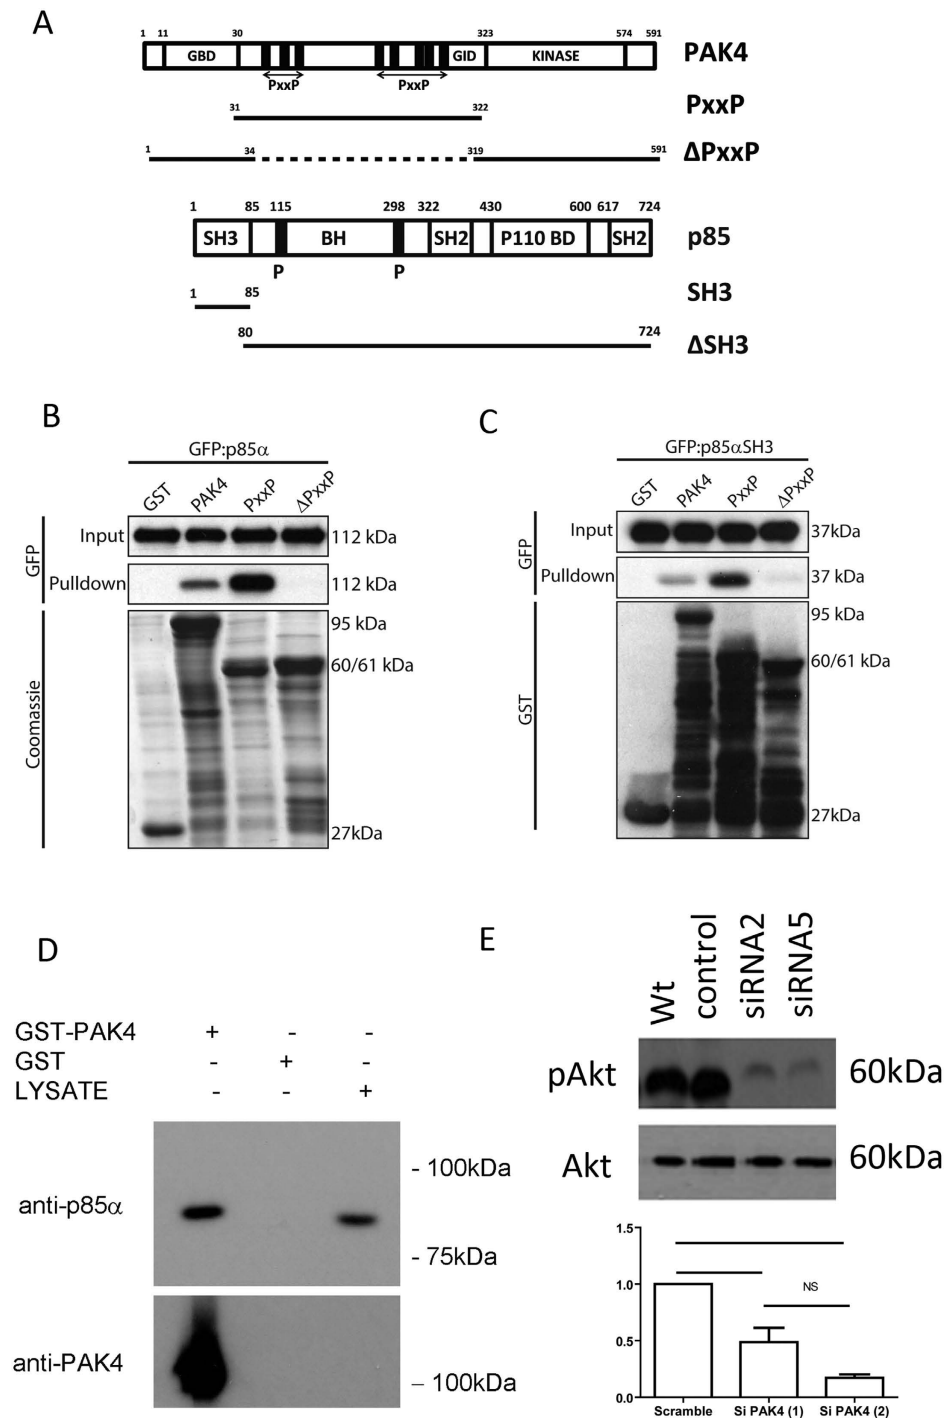 A
1 11 30 323 574 591
GBD GID KINASE PAK4
PxxP PxxP
31 322 PxxP
1 34 319 591 ΔPxxP
1 85 115 298 322 430 600 617 724
SH3 BH SH2 P110 BD SH2 p85
P P
1 85 SH3
80 724 ΔSH3
B
GFP:p85α
GST PAK4 PxxP ΔPxxP
GFP
Input 112 kDa
Pulldown 112 kDa
Coomassie
95 kDa
60/61 kDa
27kDa
C
GFP:p85αSH3
GST PAK4 PxxP ΔPxxP
GFP
Input 37kDa
Pulldown 37 kDa
GST
95 kDa
60/61 kDa
27kDa
D
GST-PAK4 + - -
GST - + -
LYSATE - - +
anti-p85α
- 100kDa
- 75kDa
anti-PAK4
– 100kDa
E
Wt control siRNA2 siRNA5
pAkt 60kDa
Akt 60kDa
1.5
1.0
0.5
0.0
NS
Scramble Si PAK4 (1) Si PAK4 (2)